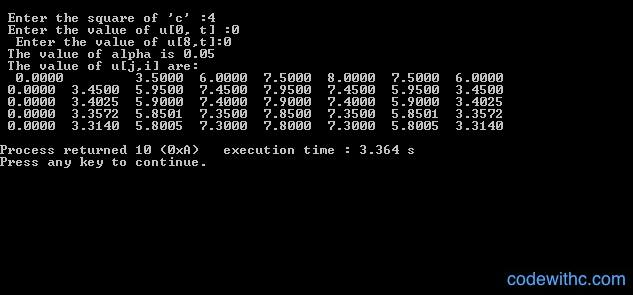 Enter the square of 'c' :4
Enter the value of u[0, t] :0
Enter the value of u[8,t]:0
The value of alpha is 0.05
The value of u[j,i] are:
0.0000 3.5000 6.0000 7.5000 8.0000 7.5000 6.0000
0.0000 3.4500 5.9500 7.4500 7.9500 7.4500 5.9500 3.4500
0.0000 3.4025 5.9000 7.4000 7.9000 7.4000 5.9000 3.4025
0.0000 3.3572 5.8501 7.3500 7.8500 7.3500 5.8501 3.3572
0.0000 3.3140 5.8005 7.3000 7.8000 7.3000 5.8005 3.3140
Process returned 10 (0xA) execution time : 3.364 s
Press any key to continue.
codewithc.com